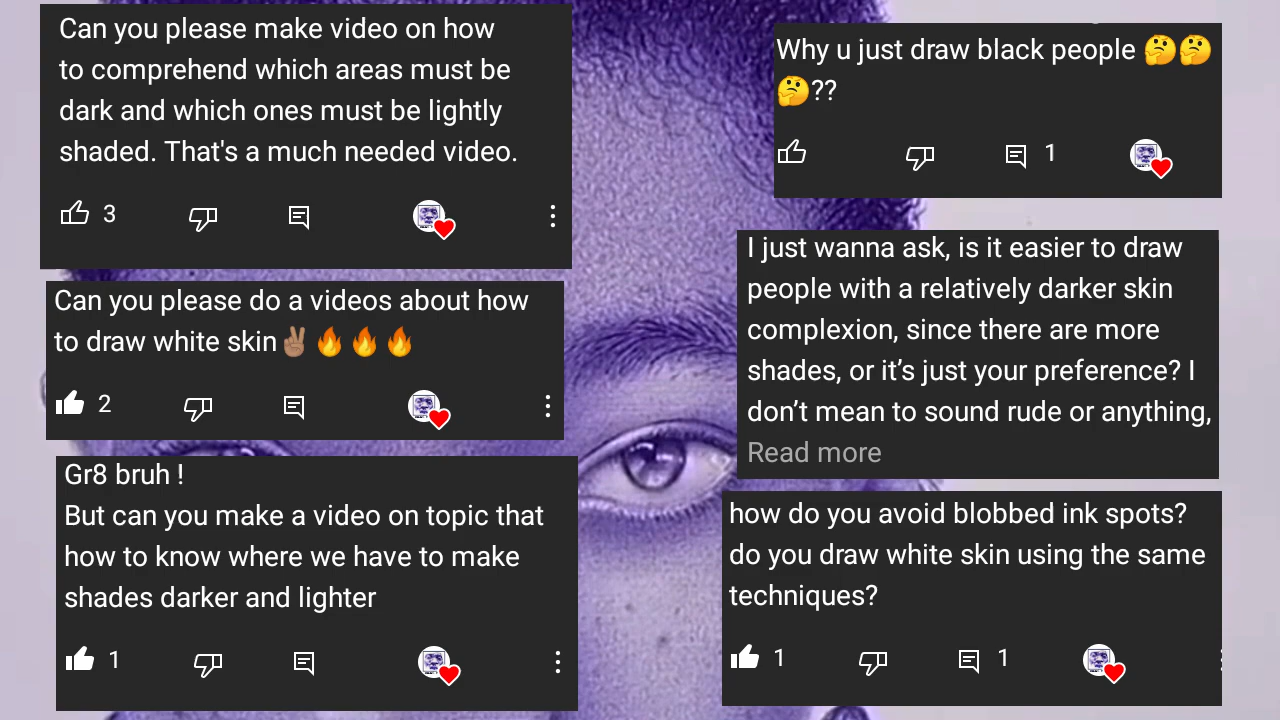 Can you please make video on how
to comprehend which areas must be
dark and which ones must be lightly
shaded. That's a much needed video.
3
Can you please do a videos about how
to draw white skin✌🏽🔥🔥🔥
2
Gr8 bruh !
But can you make a video on topic that
how to know where we have to make
shades darker and lighter
1
Why u just draw black people 🤔🤔
🤔??
1
I just wanna ask, is it easier to draw
people with a relatively darker skin
complexion, since there are more
shades, or it’s just your preference? I
don’t mean to sound rude or anything,
Read more
how do you avoid blobbed ink spots?
do you draw white skin using the same
techniques?
1 1